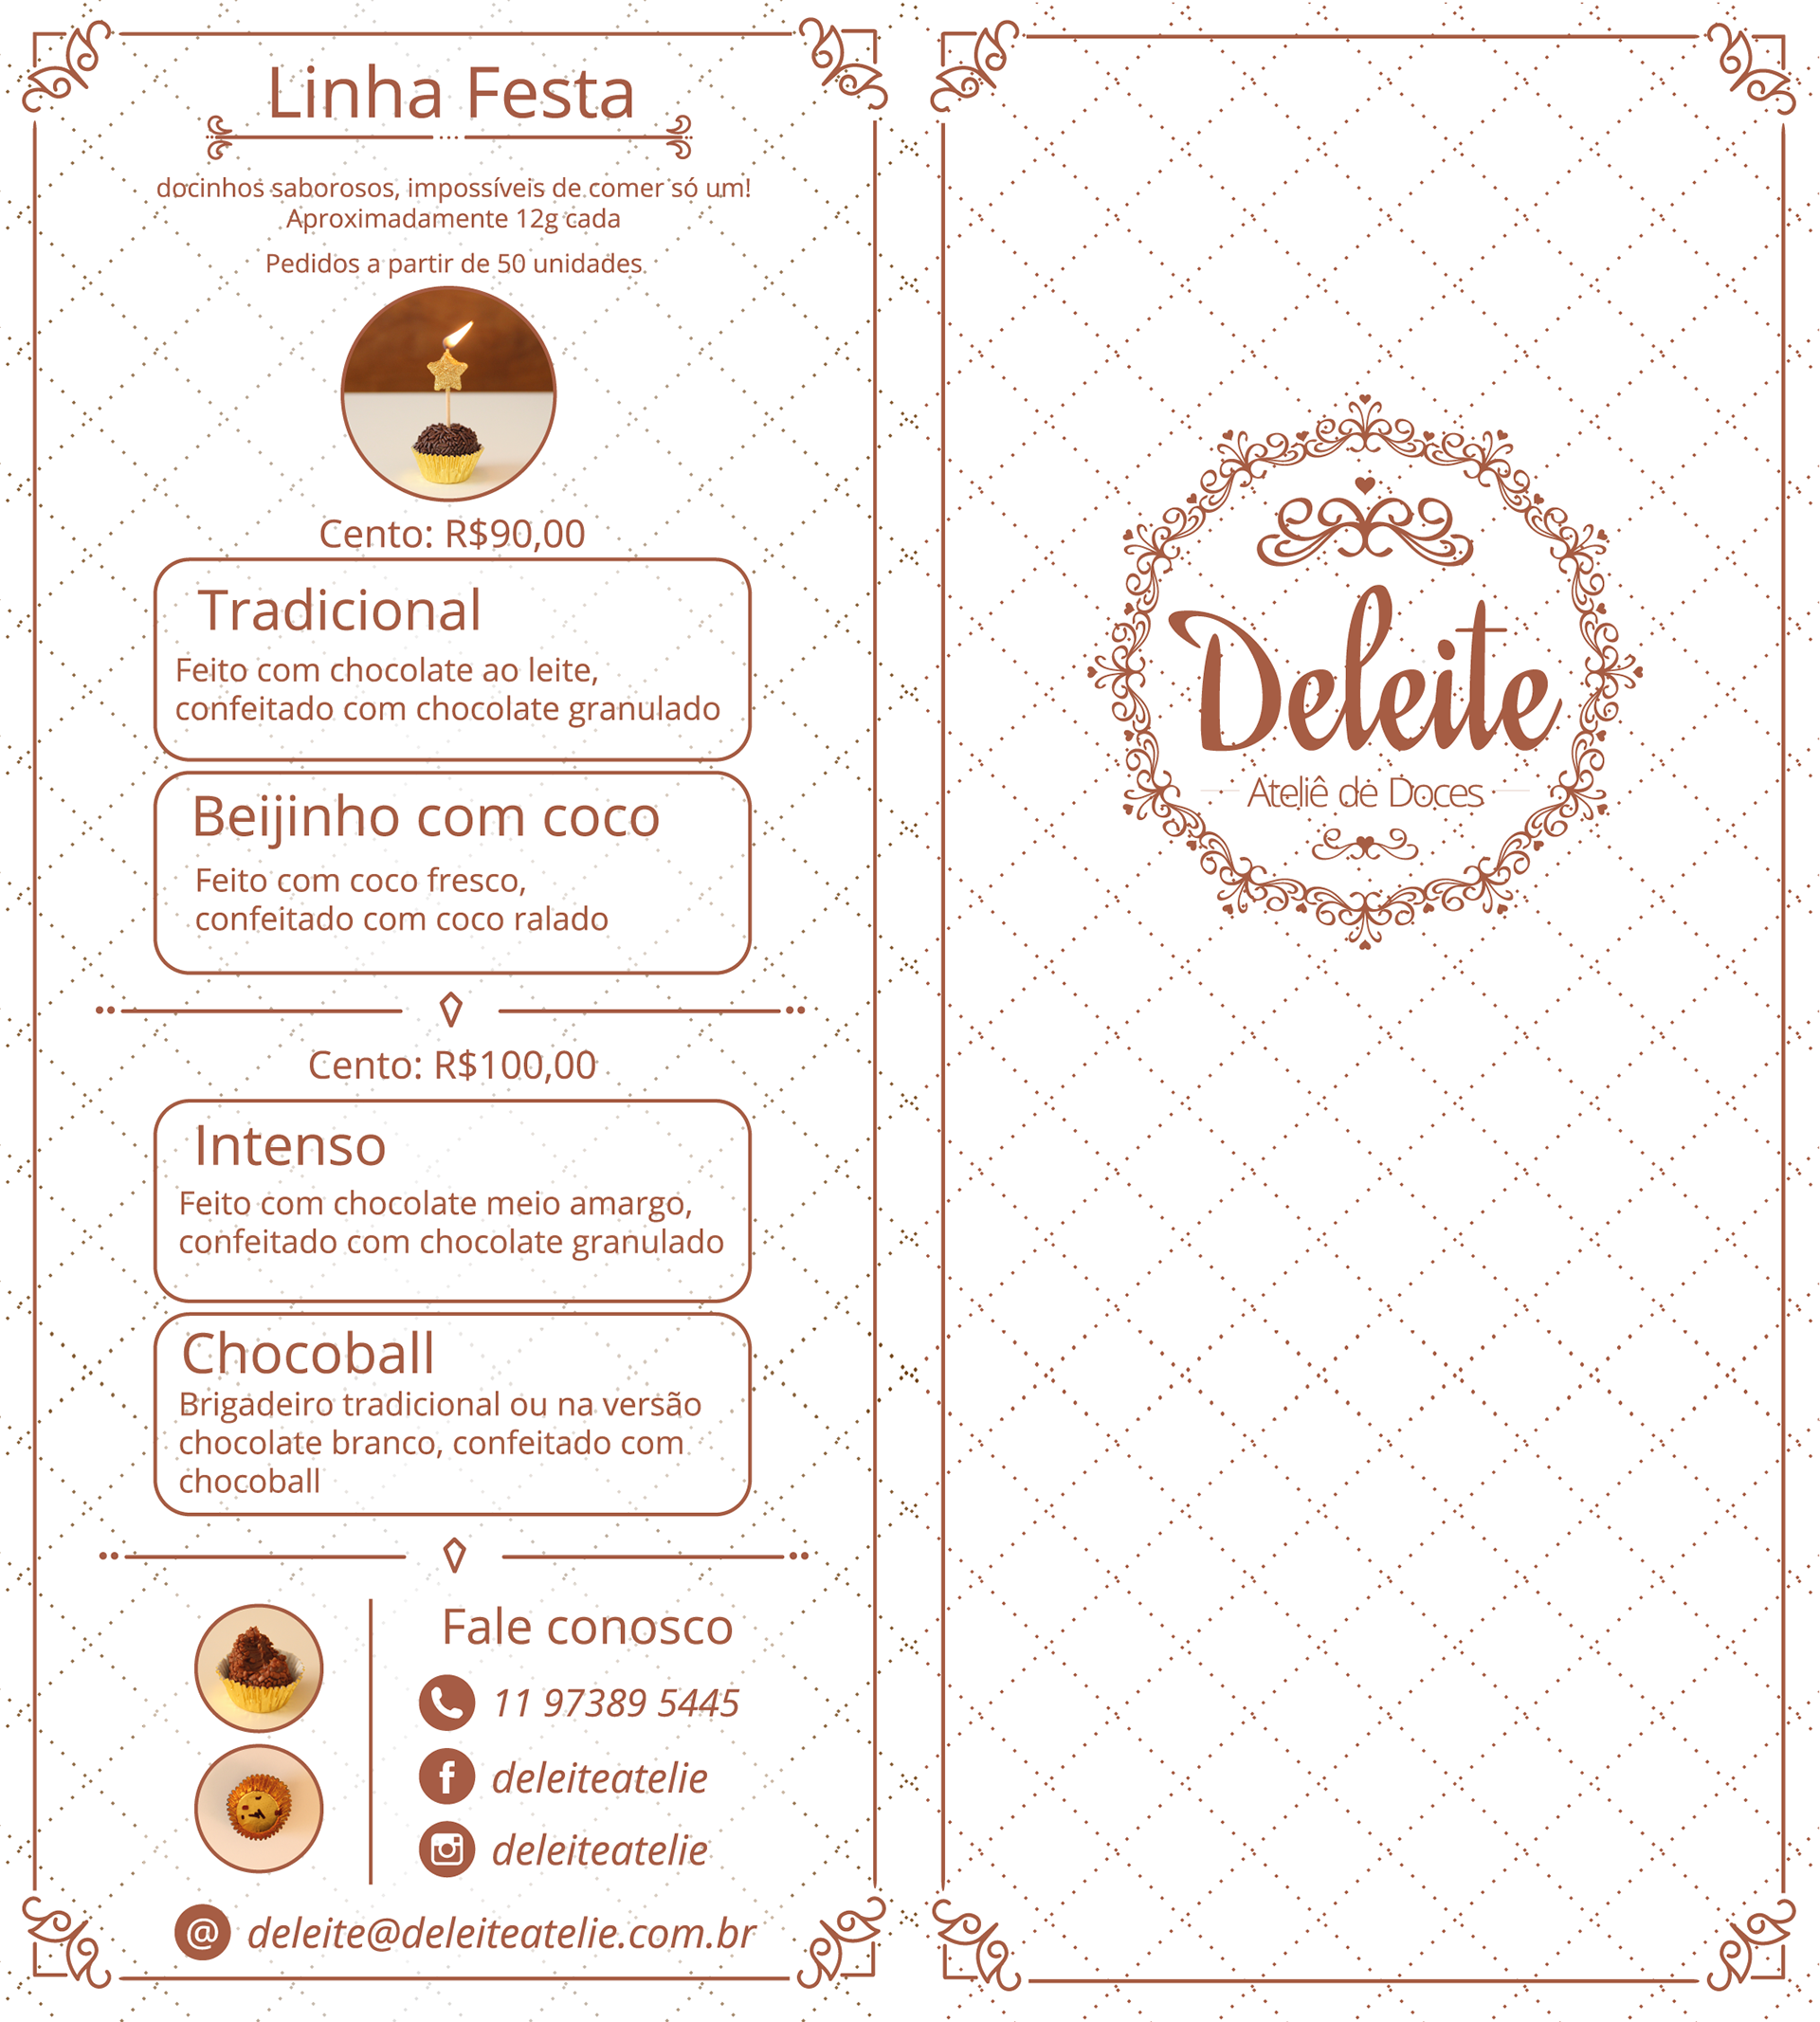 Linha Festa
docinhos saborosos, impossíveis de comer só um!
Aproximadamente 12g cada
Pedidos a partir de 50 unidades
Cento: R$90,00
Tradicional
Feito com chocolate ao leite,
confeitado com chocolate granulado
Beijinho com coco
Feito com coco fresco,
confeitado com coco ralado
Cento: R$100,00
Intenso
Feito com chocolate meio amargo,
confeitado com chocolate granulado
Chocoball
Brigadeiro tradicional ou na versão
chocolate branco, confeitado com
chocoball
Fale conosco
11 97389 5445
deleiteatelie
deleiteatelie
@ deleite@deleiteatelie.com.br
Deleite
Ateliê de Doces